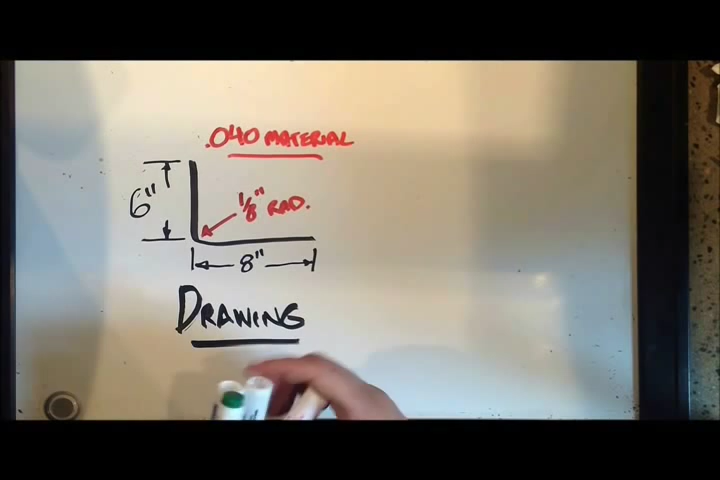 .040 MATERIAL
6"
1/8" RAD.
8"
DRAWING